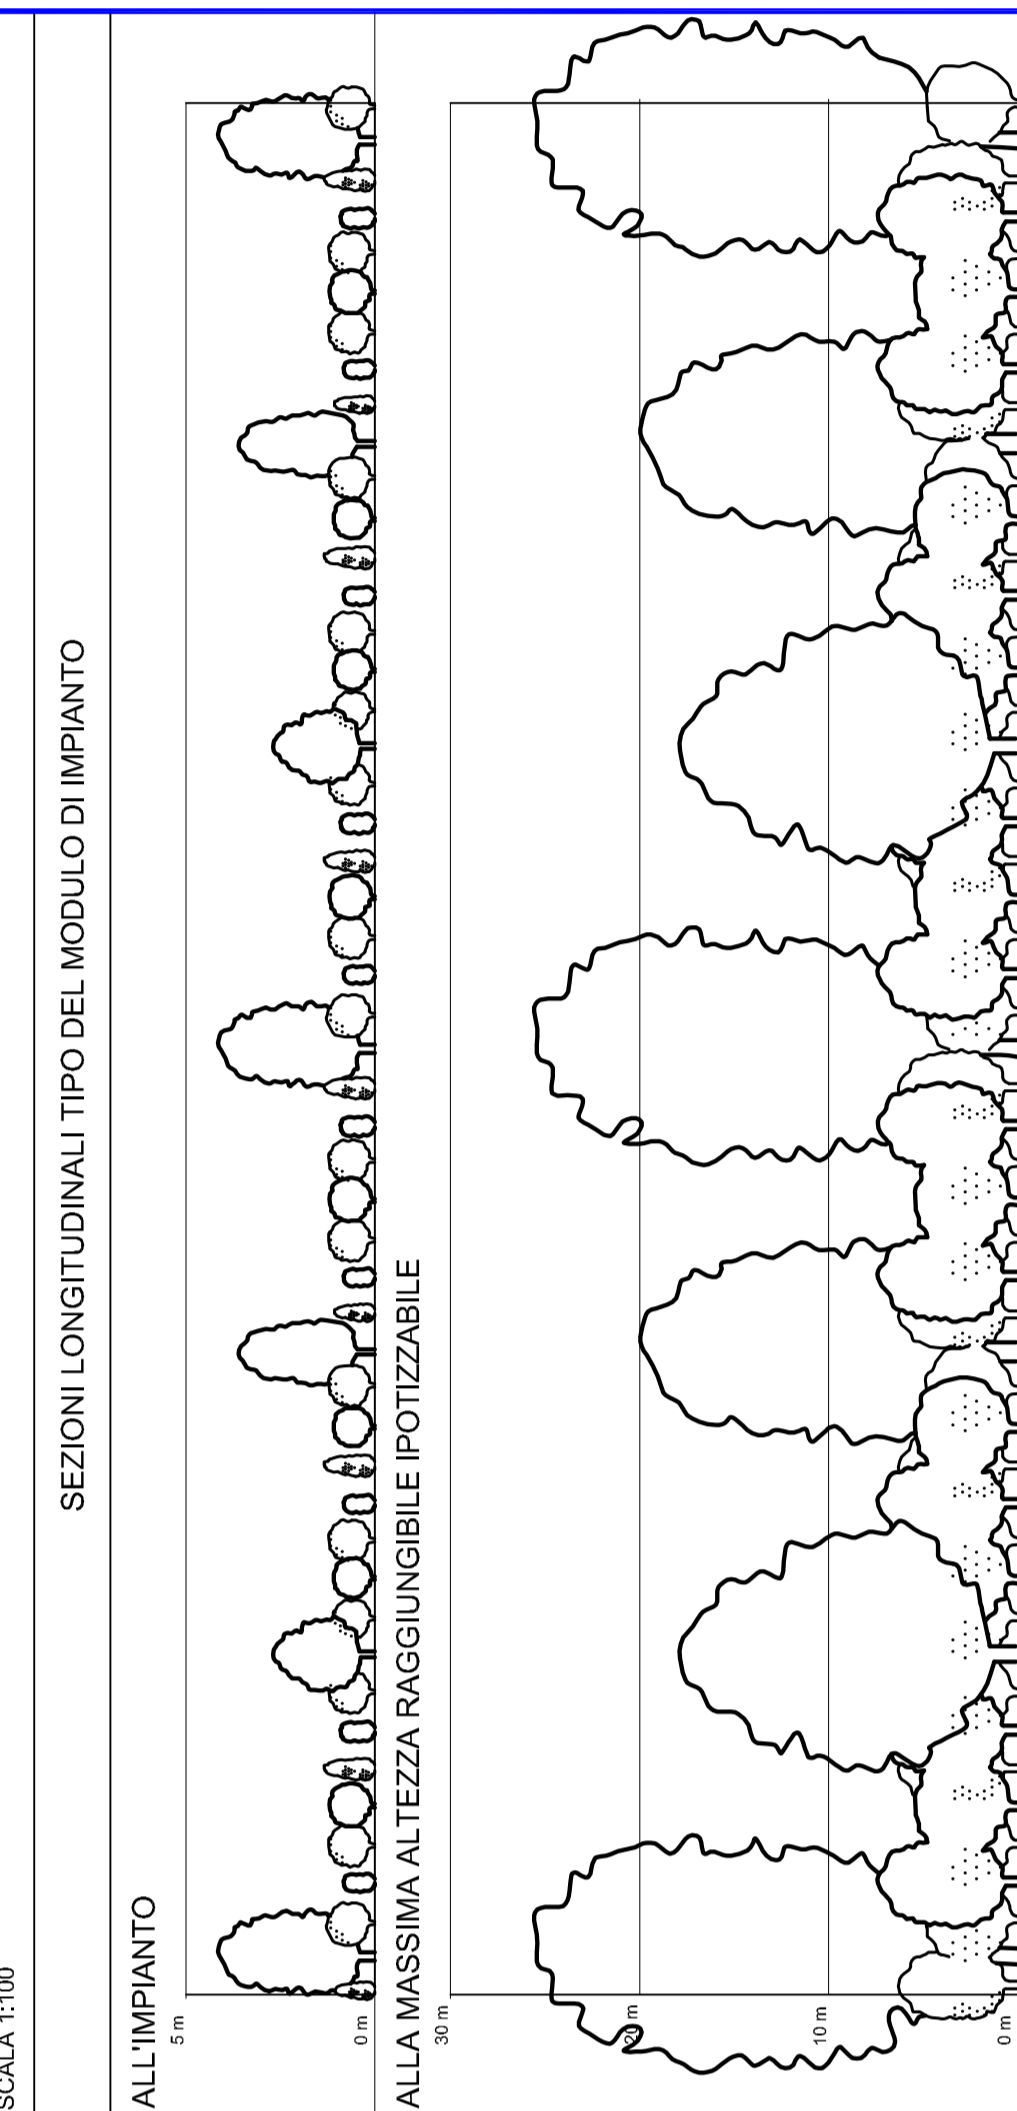 SCALA 1:100
SEZIONI LONGITUDINALI TIPO DEL MODULO DI IMPIANTO
ALL'IMPIANTO
5 m
0 m
ALLA MASSIMA ALTEZZA RAGGIUNGIBILE IPOTIZZABILE
30 m
20 m
10 m
0 m